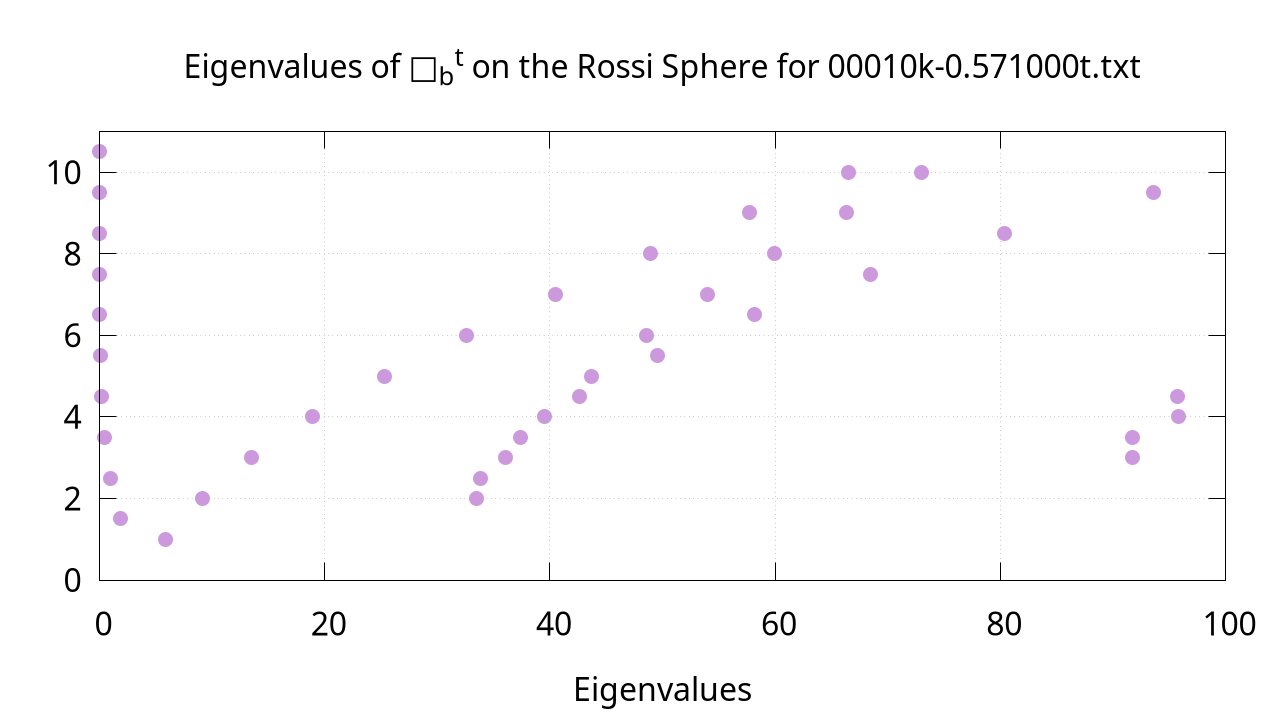 Eigenvalues of □bᵗ on the Rossi Sphere for 00010k-0.571000t.txt
10
8
6
4
2
0
0 20 40 60 80 100
Eigenvalues